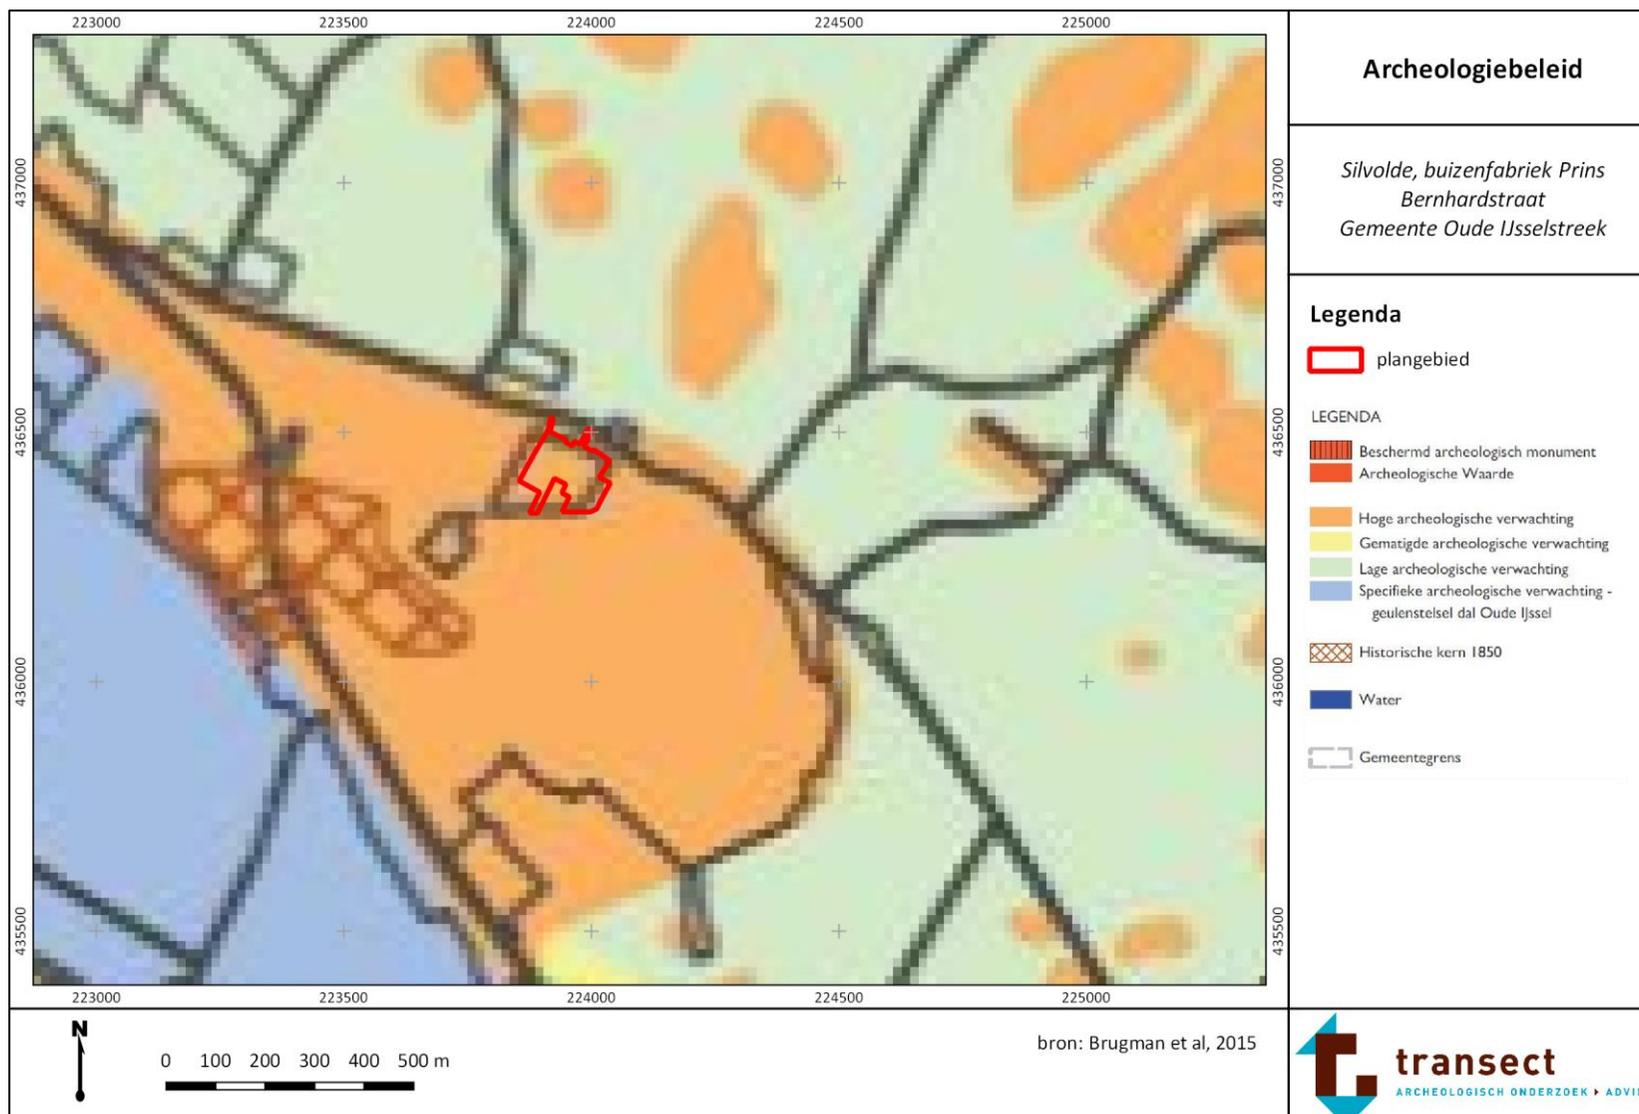 223000 223500 224000 224500 225000
437000
436500
436000
435500
437000
436500
436000
435500
223000 223500 224000 224500 225000
N
0 100 200 300 400 500 m
bron: Brugman et al, 2015
Archeologiebeleid
Silvolde, buizenfabriek Prins
Bernhardstraat
Gemeente Oude IJsselstreek
Legenda
plangebied
LEGENDA
Beschermd archeologisch monument
Archeologische Waarde
Hoge archeologische verwachting
Gematigde archeologische verwachting
Lage archeologische verwachting
Specifieke archeologische verwachting -
geulenstelsel dal Oude IJssel
Historische kern 1850
Water
Gemeentegrens
transect
ARCHEOLOGISCH ONDERZOEK ▸ ADVI